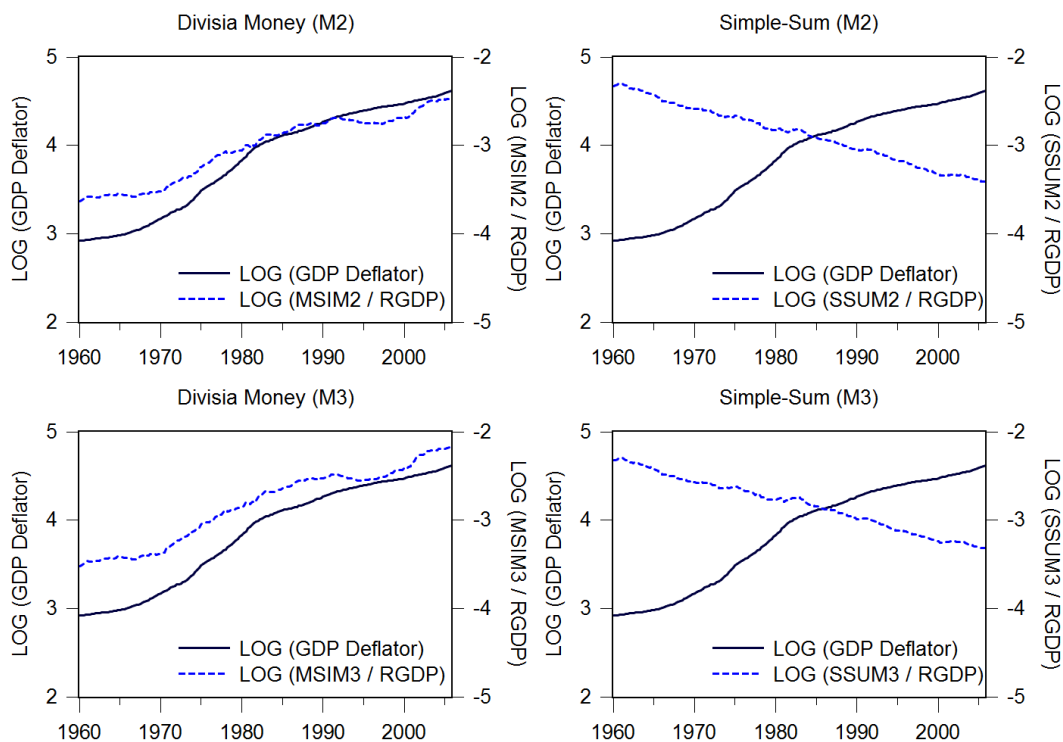 Divisia Money (M2)
5
4
3
2
LOG (GDP Deflator)
-2
-3
-4
-5
LOG (MSIM2 / RGDP)
LOG (GDP Deflator)
LOG (MSIM2 / RGDP)
1960 1970 1980 1990 2000
Simple-Sum (M2)
5
4
3
2
LOG (GDP Deflator)
-2
-3
-4
-5
LOG (SSUM2 / RGDP)
LOG (GDP Deflator)
LOG (SSUM2 / RGDP)
1960 1970 1980 1990 2000
Divisia Money (M3)
5
4
3
2
LOG (GDP Deflator)
-2
-3
-4
-5
LOG (MSIM3 / RGDP)
LOG (GDP Deflator)
LOG (MSIM3 / RGDP)
1960 1970 1980 1990 2000
Simple-Sum (M3)
5
4
3
2
LOG (GDP Deflator)
-2
-3
-4
-5
LOG (SSUM3 / RGDP)
LOG (GDP Deflator)
LOG (SSUM3 / RGDP)
1960 1970 1980 1990 2000